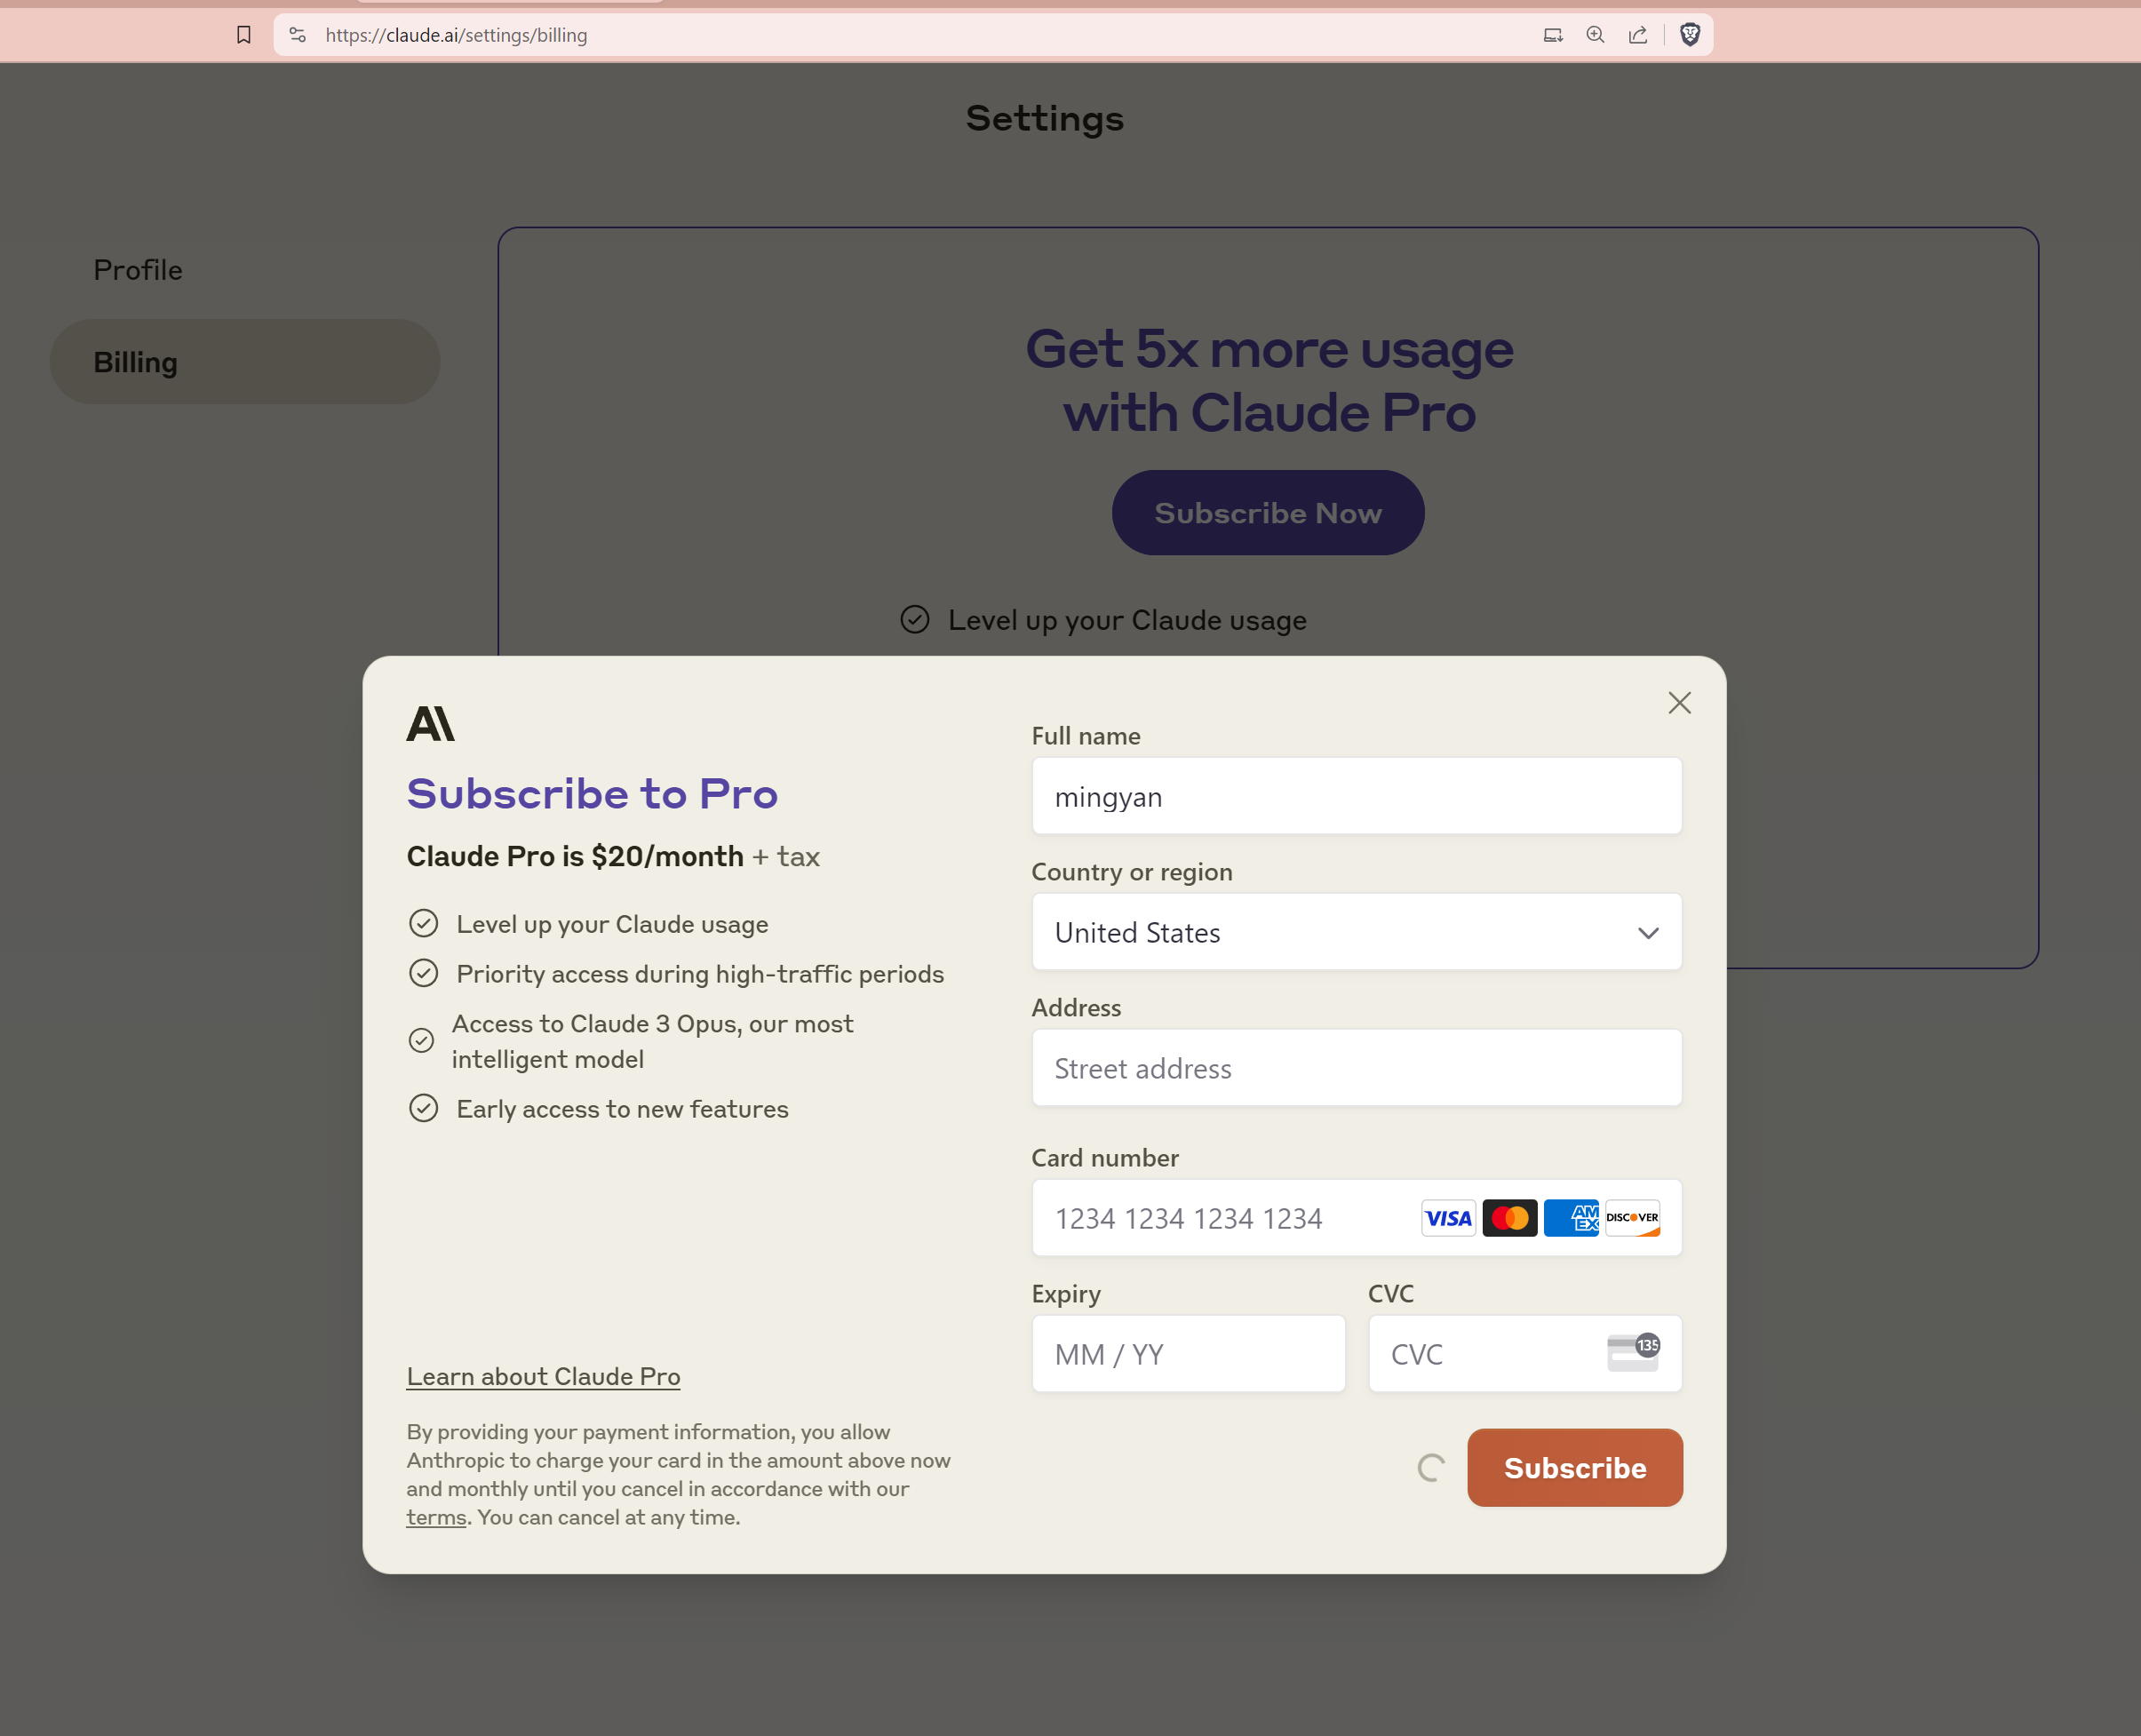 https://claude.ai/settings/billing
Settings
Profile
Billing
Get 5x more usage
with Claude Pro
Subscribe Now
Level up your Claude usage
Subscribe to Pro
Claude Pro is $20/month + tax
Level up your Claude usage
Priority access during high-traffic periods
Access to Claude 3 Opus, our most
intelligent model
Early access to new features
Learn about Claude Pro
By providing your payment information, you allow
Anthropic to charge your card in the amount above now
and monthly until you cancel in accordance with our
terms. You can cancel at any time.
Full name
mingyan
Country or region
United States
Address
Street address
Card number
1234 1234 1234 1234 VISA AM EX DISCOVER
Expiry CVC
MM / YY CVC 135
Subscribe